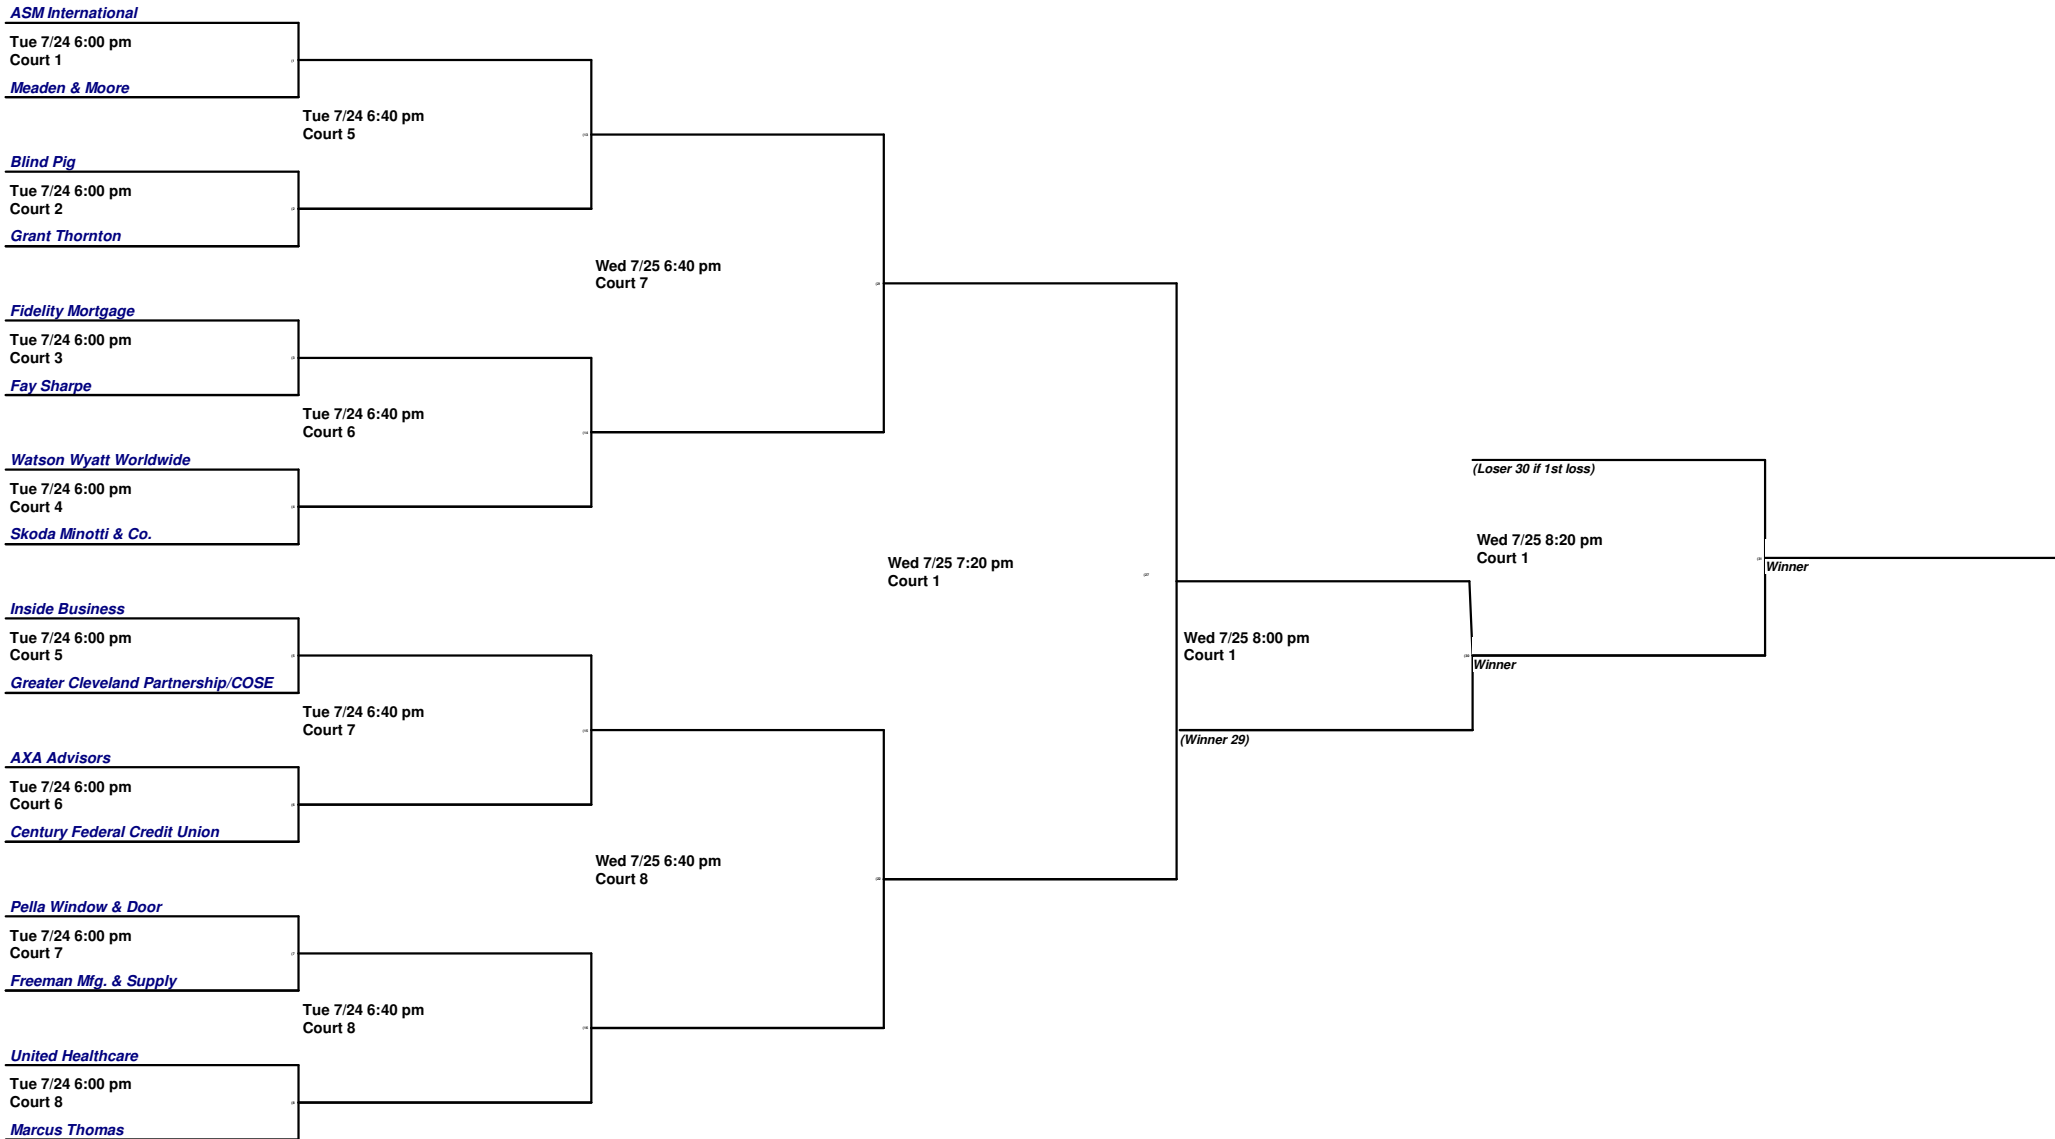 ASM International
Tue 7/24 6:00 pm
Court 1
Meaden & Moore
Tue 7/24 6:40 pm
Court 5
Blind Pig
Tue 7/24 6:00 pm
Court 2
Grant Thornton
Wed 7/25 6:40 pm
Court 7
Fidelity Mortgage
Tue 7/24 6:00 pm
Court 3
Fay Sharpe
Tue 7/24 6:40 pm
Court 6
Watson Wyatt Worldwide
Tue 7/24 6:00 pm
Court 4
Skoda Minotti & Co.
Wed 7/25 7:20 pm
Court 1
(Loser 30 if 1st loss)
Wed 7/25 8:20 pm
Court 1
Winner
Inside Business
Tue 7/24 6:00 pm
Court 5
Greater Cleveland Partnership/COSE
Wed 7/25 8:00 pm
Court 1
Winner
(Winner 29)
Tue 7/24 6:40 pm
Court 7
AXA Advisors
Tue 7/24 6:00 pm
Court 6
Century Federal Credit Union
Wed 7/25 6:40 pm
Court 8
Pella Window & Door
Tue 7/24 6:00 pm
Court 7
Freeman Mfg. & Supply
Tue 7/24 6:40 pm
Court 8
United Healthcare
Tue 7/24 6:00 pm
Court 8
Marcus Thomas